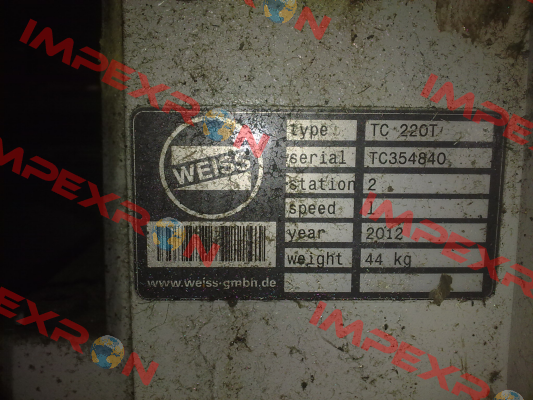 WEISS
www.weiss-gmbh.de
type TC 220T
serial TC354840
station 2
speed 1
year 2012
weight 44 kg
IMPEXRON
IMPEXRON
IMPEXRON
IMPEXRON
IMPEXRON
IMPEXRON
IMPEXRON